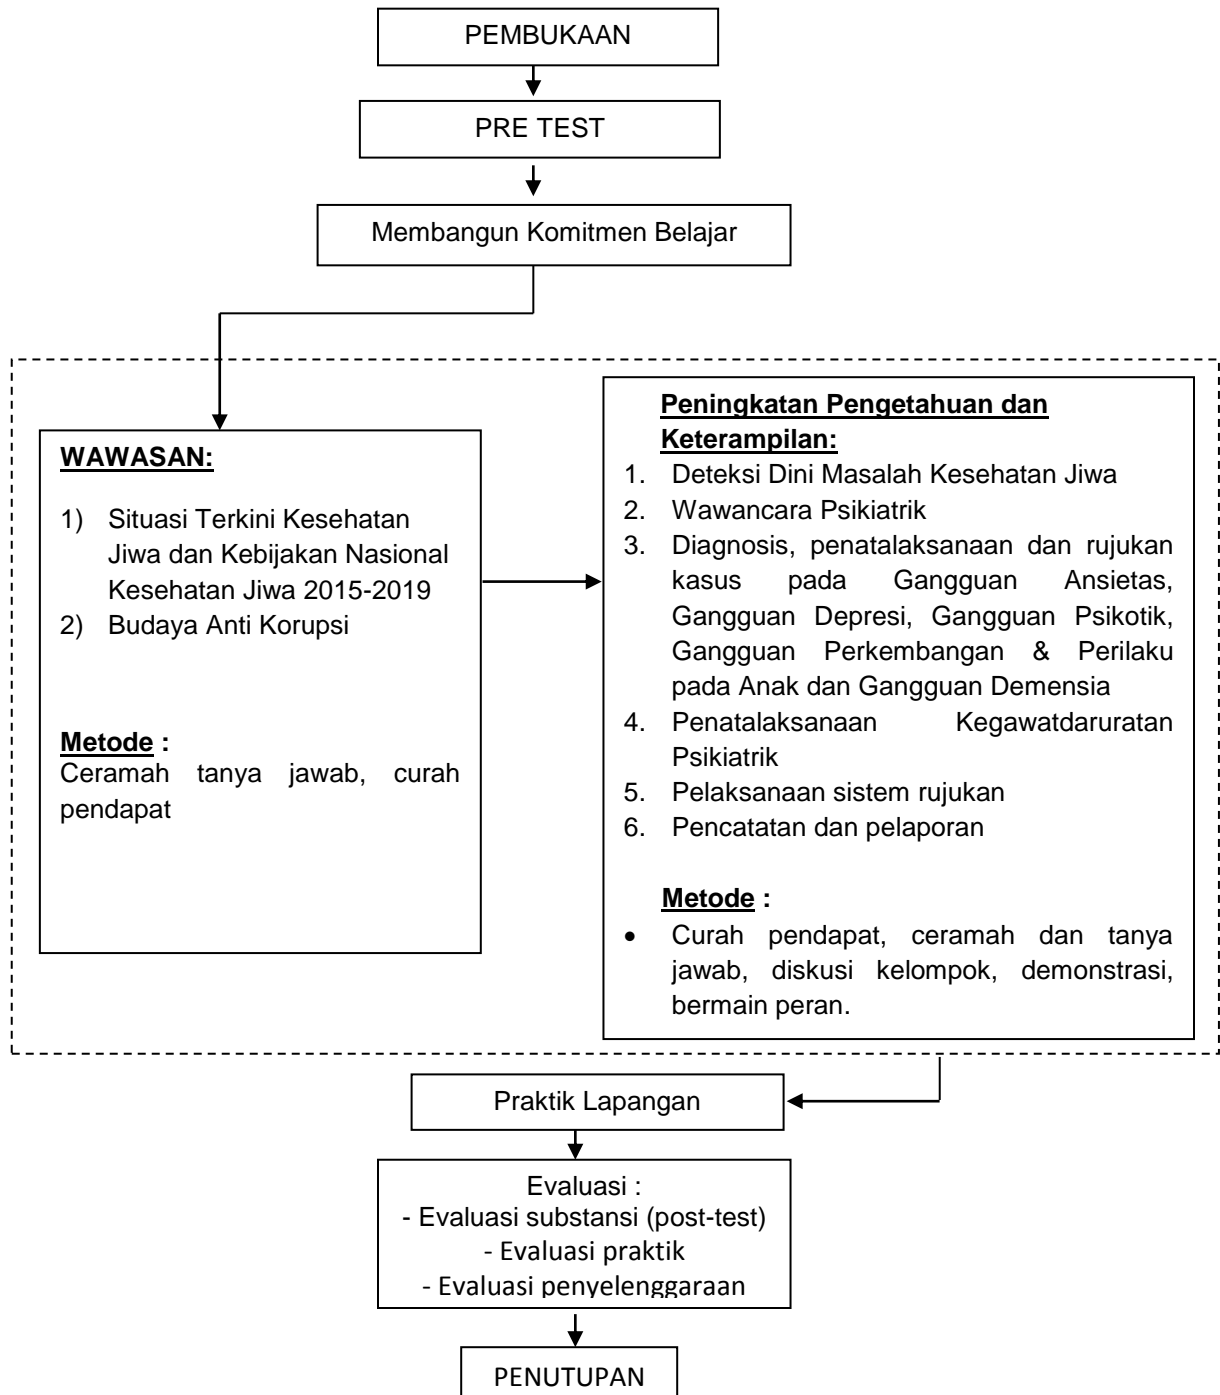 PEMBUKAAN
PRE TEST
Membangun Komitmen Belajar
WAWASAN:
1) Situasi Terkini Kesehatan
Jiwa dan Kebijakan Nasional
Kesehatan Jiwa 2015-2019
2) Budaya Anti Korupsi
Metode :
Ceramah tanya jawab, curah
pendapat
Peningkatan Pengetahuan dan
Keterampilan:
1. Deteksi Dini Masalah Kesehatan Jiwa
2. Wawancara Psikiatrik
3. Diagnosis, penatalaksanaan dan rujukan
kasus pada Gangguan Ansietas,
Gangguan Depresi, Gangguan Psikotik,
Gangguan Perkembangan & Perilaku
pada Anak dan Gangguan Demensia
4. Penatalaksanaan Kegawatdaruratan
Psikiatrik
5. Pelaksanaan sistem rujukan
6. Pencatatan dan pelaporan
Metode :
• Curah pendapat, ceramah dan tanya
jawab, diskusi kelompok, demonstrasi,
bermain peran.
Praktik Lapangan
Evaluasi :
- Evaluasi substansi (post-test)
- Evaluasi praktik
- Evaluasi penyelenggaraan
PENUTUPAN